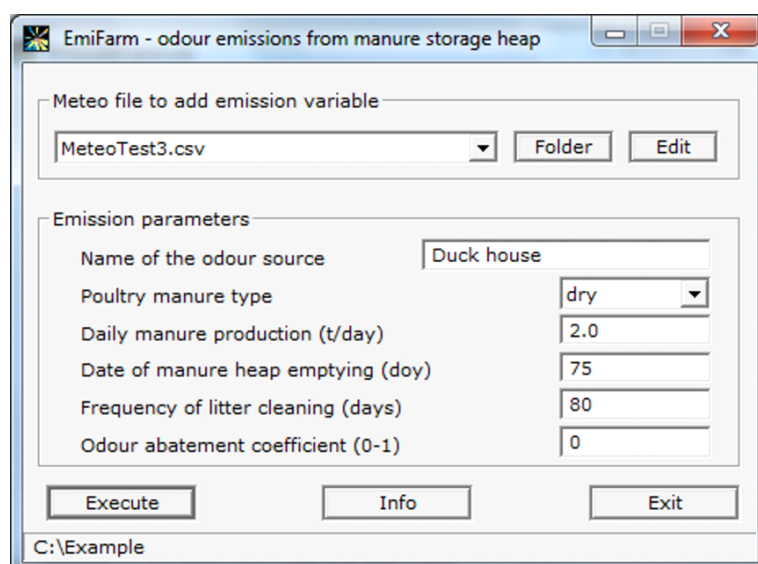 EmiFarm - odour emissions from manure storage heap
Meteo file to add emission variable
MeteoTest3.csv Folder Edit
Emission parameters
Name of the odour source Duck house
Poultry manure type dry
Daily manure production (t/day) 2.0
Date of manure heap emptying (doy) 75
Frequency of litter cleaning (days) 80
Odour abatement coefficient (0-1) 0
Execute Info Exit
C:\Example